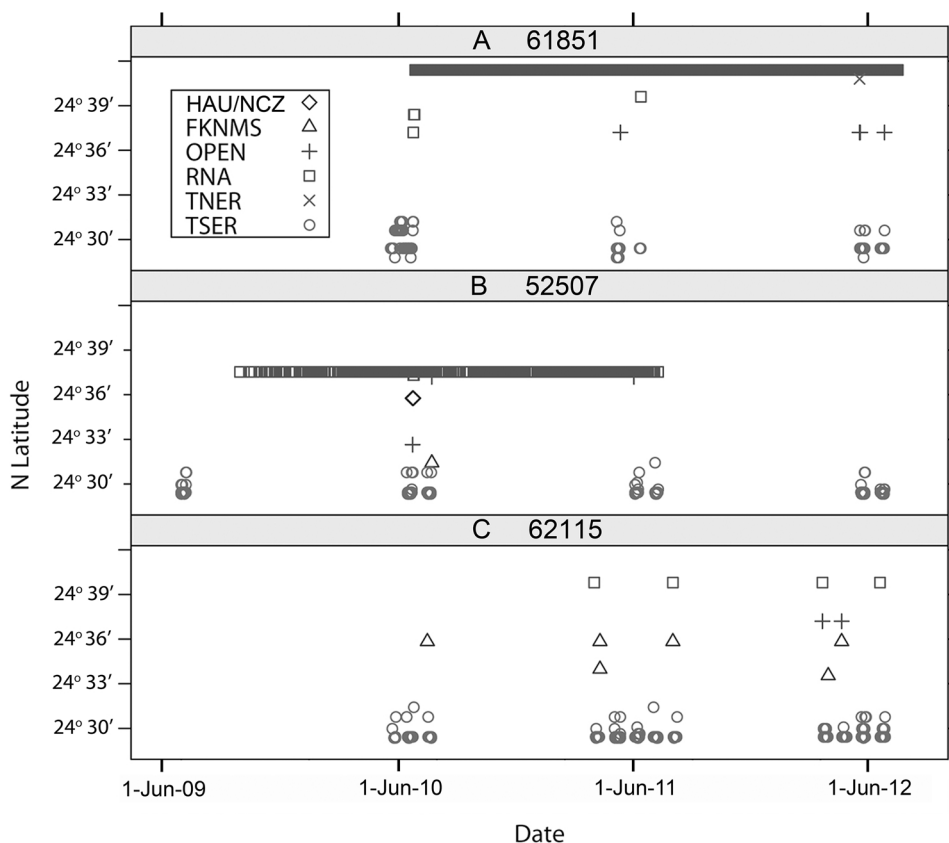 A 61851
24° 39′
24° 36′
24° 33′
24° 30′
HAU/NCZ
FKNMS
OPEN
RNA
TNER
TSER
B 52507
24° 39′
24° 36′
24° 33′
24° 30′
N Latitude
C 62115
24° 39′
24° 36′
24° 33′
24° 30′
1-Jun-09 1-Jun-10 1-Jun-11 1-Jun-12
Date